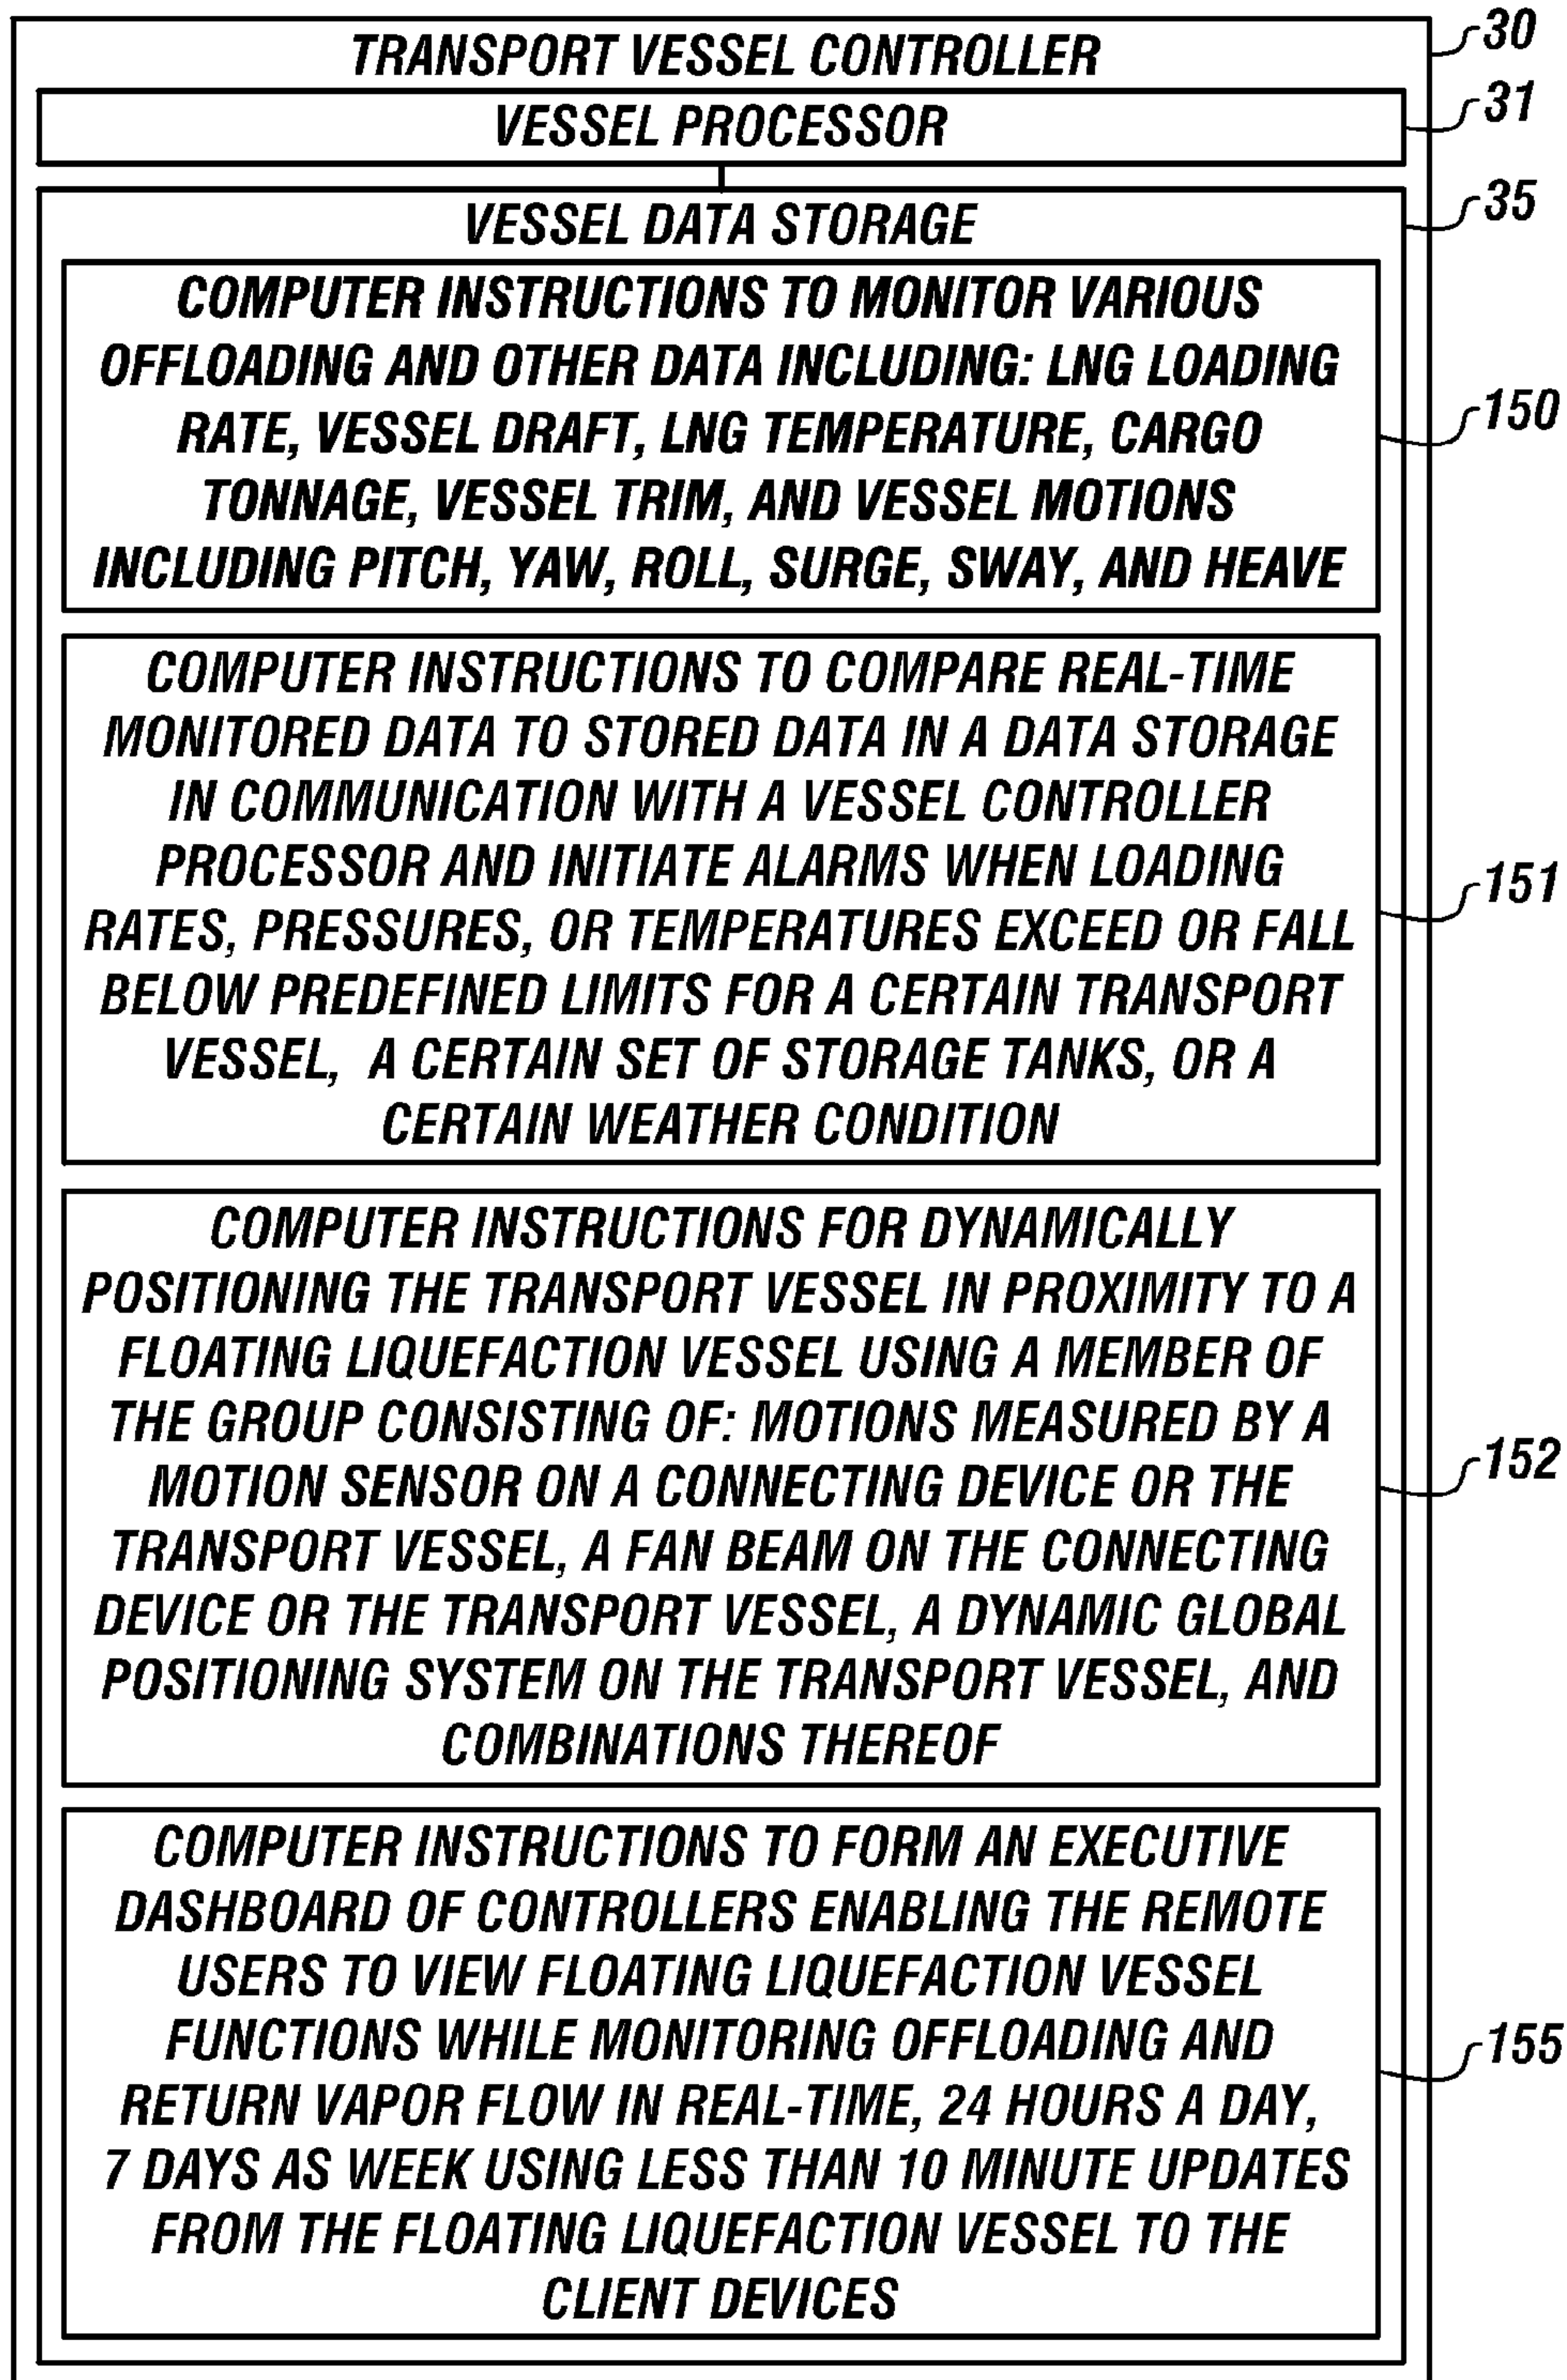 TRANSPORT VESSEL CONTROLLER
30
VESSEL PROCESSOR
31
VESSEL DATA STORAGE
35
COMPUTER INSTRUCTIONS TO MONITOR VARIOUS
OFFLOADING AND OTHER DATA INCLUDING: LNG LOADING
RATE, VESSEL DRAFT, LNG TEMPERATURE, CARGO
TONNAGE, VESSEL TRIM, AND VESSEL MOTIONS
INCLUDING PITCH, YAW, ROLL, SURGE, SWAY, AND HEAVE
150
COMPUTER INSTRUCTIONS TO COMPARE REAL-TIME
MONITORED DATA TO STORED DATA IN A DATA STORAGE
IN COMMUNICATION WITH A VESSEL CONTROLLER
PROCESSOR AND INITIATE ALARMS WHEN LOADING
RATES, PRESSURES, OR TEMPERATURES EXCEED OR FALL
BELOW PREDEFINED LIMITS FOR A CERTAIN TRANSPORT
VESSEL, A CERTAIN SET OF STORAGE TANKS, OR A
CERTAIN WEATHER CONDITION
151
COMPUTER INSTRUCTIONS FOR DYNAMICALLY
POSITIONING THE TRANSPORT VESSEL IN PROXIMITY TO A
FLOATING LIQUEFACTION VESSEL USING A MEMBER OF
THE GROUP CONSISTING OF: MOTIONS MEASURED BY A
MOTION SENSOR ON A CONNECTING DEVICE OR THE
TRANSPORT VESSEL, A FAN BEAM ON THE CONNECTING
DEVICE OR THE TRANSPORT VESSEL, A DYNAMIC GLOBAL
POSITIONING SYSTEM ON THE TRANSPORT VESSEL, AND
COMBINATIONS THEREOF
152
COMPUTER INSTRUCTIONS TO FORM AN EXECUTIVE
DASHBOARD OF CONTROLLERS ENABLING THE REMOTE
USERS TO VIEW FLOATING LIQUEFACTION VESSEL
FUNCTIONS WHILE MONITORING OFFLOADING AND
RETURN VAPOR FLOW IN REAL-TIME, 24 HOURS A DAY,
7 DAYS AS WEEK USING LESS THAN 10 MINUTE UPDATES
FROM THE FLOATING LIQUEFACTION VESSEL TO THE
CLIENT DEVICES
155